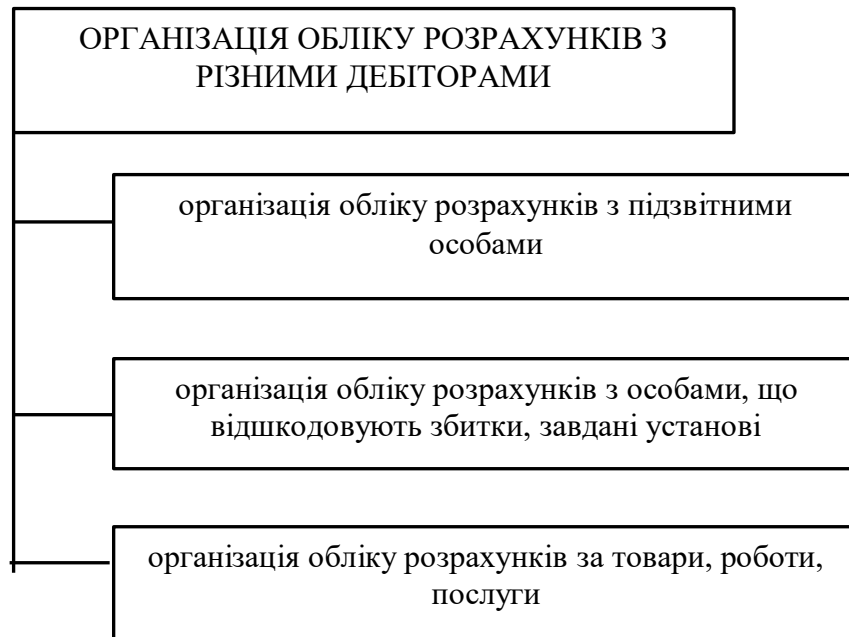 ОРГАНІЗАЦІЯ ОБЛІКУ РОЗРАХУНКІВ З
РІЗНИМИ ДЕБІТОРАМИ
організація обліку розрахунків з підзвітними
особами
організація обліку розрахунків з особами, що
відшкодовують збитки, завдані установі
організація обліку розрахунків за товари, роботи,
послуги